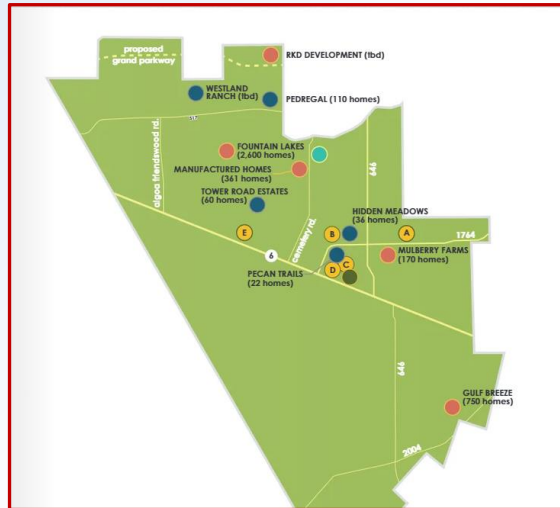 proposed
grand parkway
RKD DEVELOPMENT (tbd)
WESTLAND
RANCH (tbd)
PEDREGAL (110 homes)
517
algoa friendswood rd.
FOUNTAIN LAKES
(2,600 homes)
MANUFACTURED HOMES
(361 homes)
646
TOWER ROAD ESTATES
(60 homes)
cemetery rd.
HIDDEN MEADOWS
(36 homes)
E
B
A
1764
6
MULBERRY FARMS
(170 homes)
PECAN TRAILS
(22 homes)
C
D
646
GULF BREEZE
(750 homes)
2004